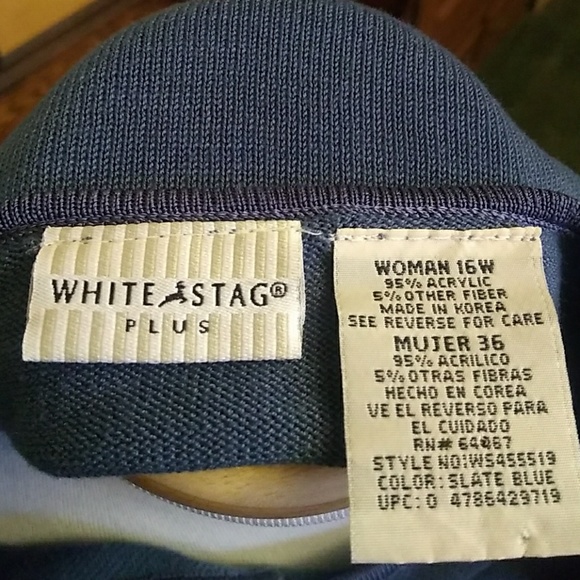 WHITE STAG®
PLUS
WOMAN 16W
95% ACRYLIC
5% OTHER FIBER
MADE IN KOREA
SEE REVERSE FOR CARE
MUJER 36
95% ACRILICO
5% OTRAS FIBRAS
HECHO EN COREA
VE EL REVERSO PARA
EL CUIDADO
RN# 64067
STYLE NO:WS455519
COLOR: SLATE BLUE
UPC: 0 4786429719